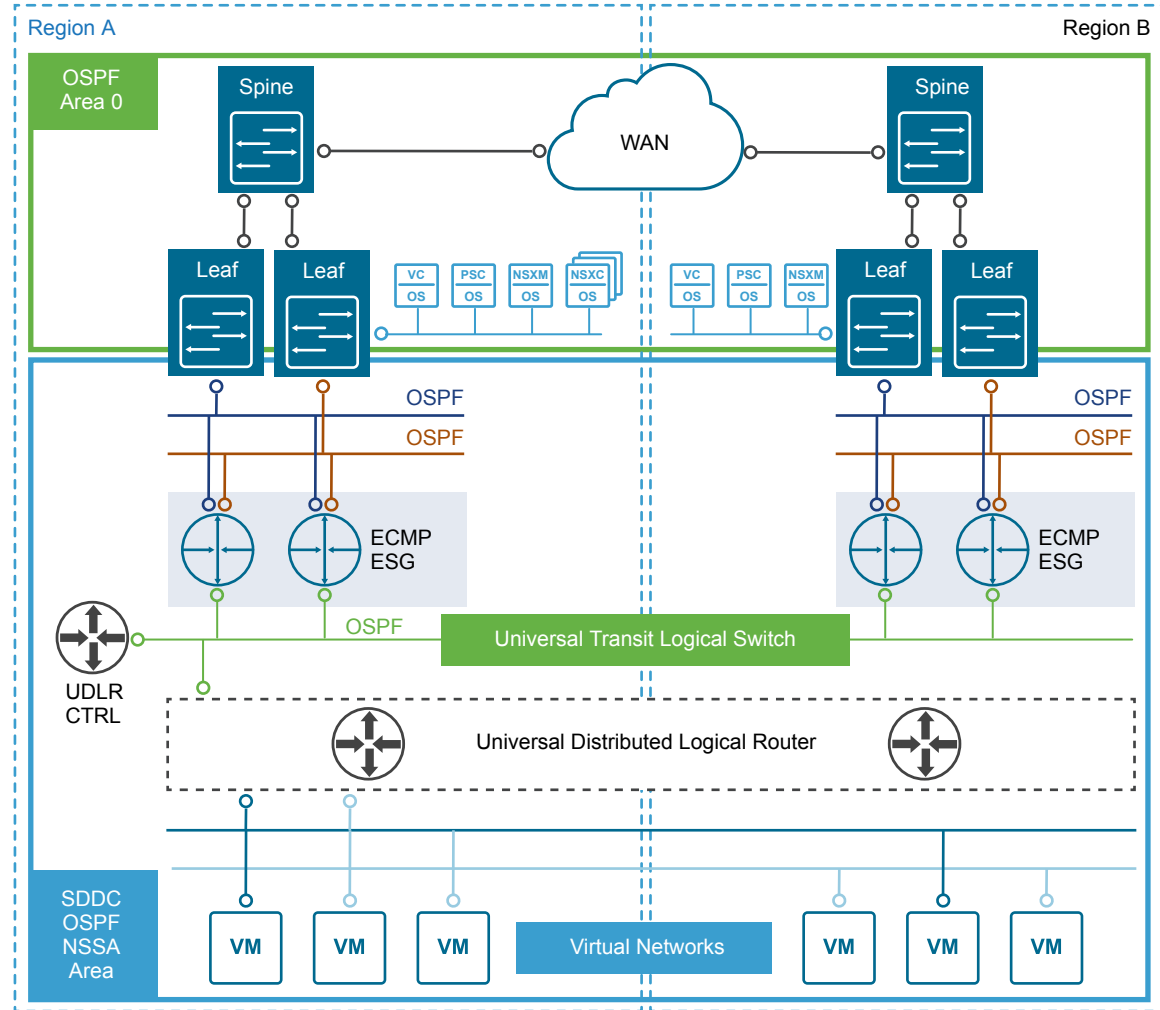 Region A
Region B
OSPF
Area 0
Spine
WAN
Spine
Leaf
Leaf
VC
OS
PSC
OS
NSXM
OS
NSXC
OS
VC
OS
PSC
OS
NSXM
OS
Leaf
Leaf
OSPF
OSPF
OSPF
OSPF
ECMP
ESG
ECMP
ESG
OSPF
Universal Transit Logical Switch
UDLR
CTRL
Universal Distributed Logical Router
SDDC
OSPF
NSSA
Area
VM
VM
VM
Virtual Networks
VM
VM
VM